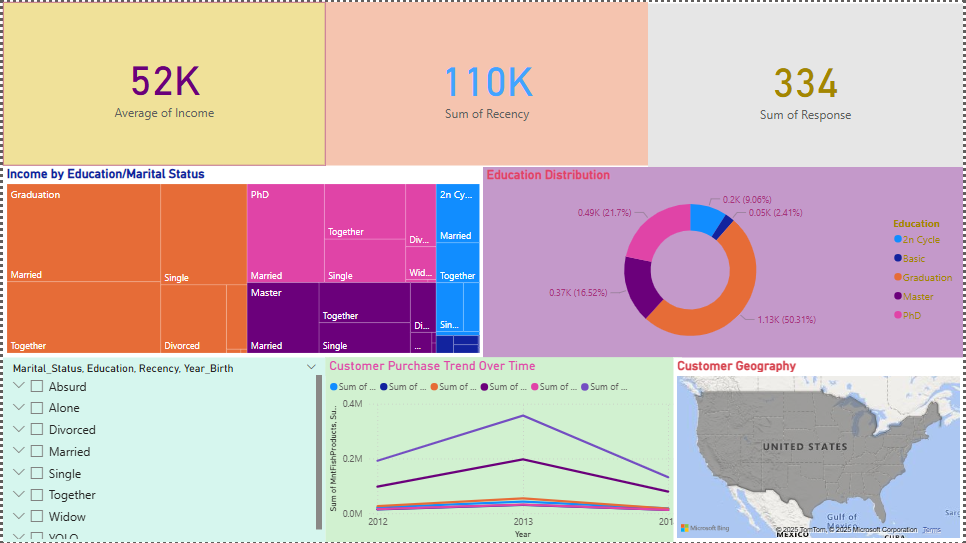 52K
Average of Income
110K
Sum of Recency
334
Sum of Response
Income by Education/Marital Status
Graduation
Married
Together
Single
Divorced
PhD
Married
Together
Single
Div...
Wid...
Master
Married
Together
Single
Di...
...
2n Cy...
Married
Together
Sin...
Education Distribution
0.2K (9.06%)
0.05K (2.41%)
1.13K (50.31%)
0.37K (16.52%)
0.49K (21.7%)
Education
2n Cycle
Basic
Graduation
Master
PhD
Marital_Status, Education, Recency, Year_Birth
Absurd
Alone
Divorced
Married
Single
Together
Widow
YOLO
Customer Purchase Trend Over Time
Sum of ... Sum of ... Sum of ... Sum of ... Sum of ... Sum of ...
Sum of MntFishProducts, Su...
0.4M
0.2M
0.0M
2012 2013 201
Year
Customer Geography
UNITED STATES
Gulf of
Mexico
MEXICO
CUBA
Sar
Microsoft Bing
© 2025 TomTom, © 2025 Microsoft Corporation Terms